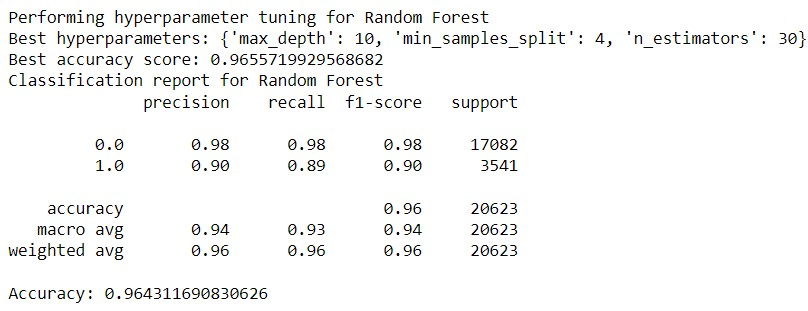 Performing hyperparameter tuning for Random Forest
Best hyperparameters: {'max_depth': 10, 'min_samples_split': 4, 'n_estimators': 30}
Best accuracy score: 0.9655719929568682
Classification report for Random Forest
precision recall f1-score support
0.0 0.98 0.98 0.98 17082
1.0 0.90 0.89 0.90 3541
accuracy 0.96 20623
macro avg 0.94 0.93 0.94 20623
weighted avg 0.96 0.96 0.96 20623
Accuracy: 0.964311690830626